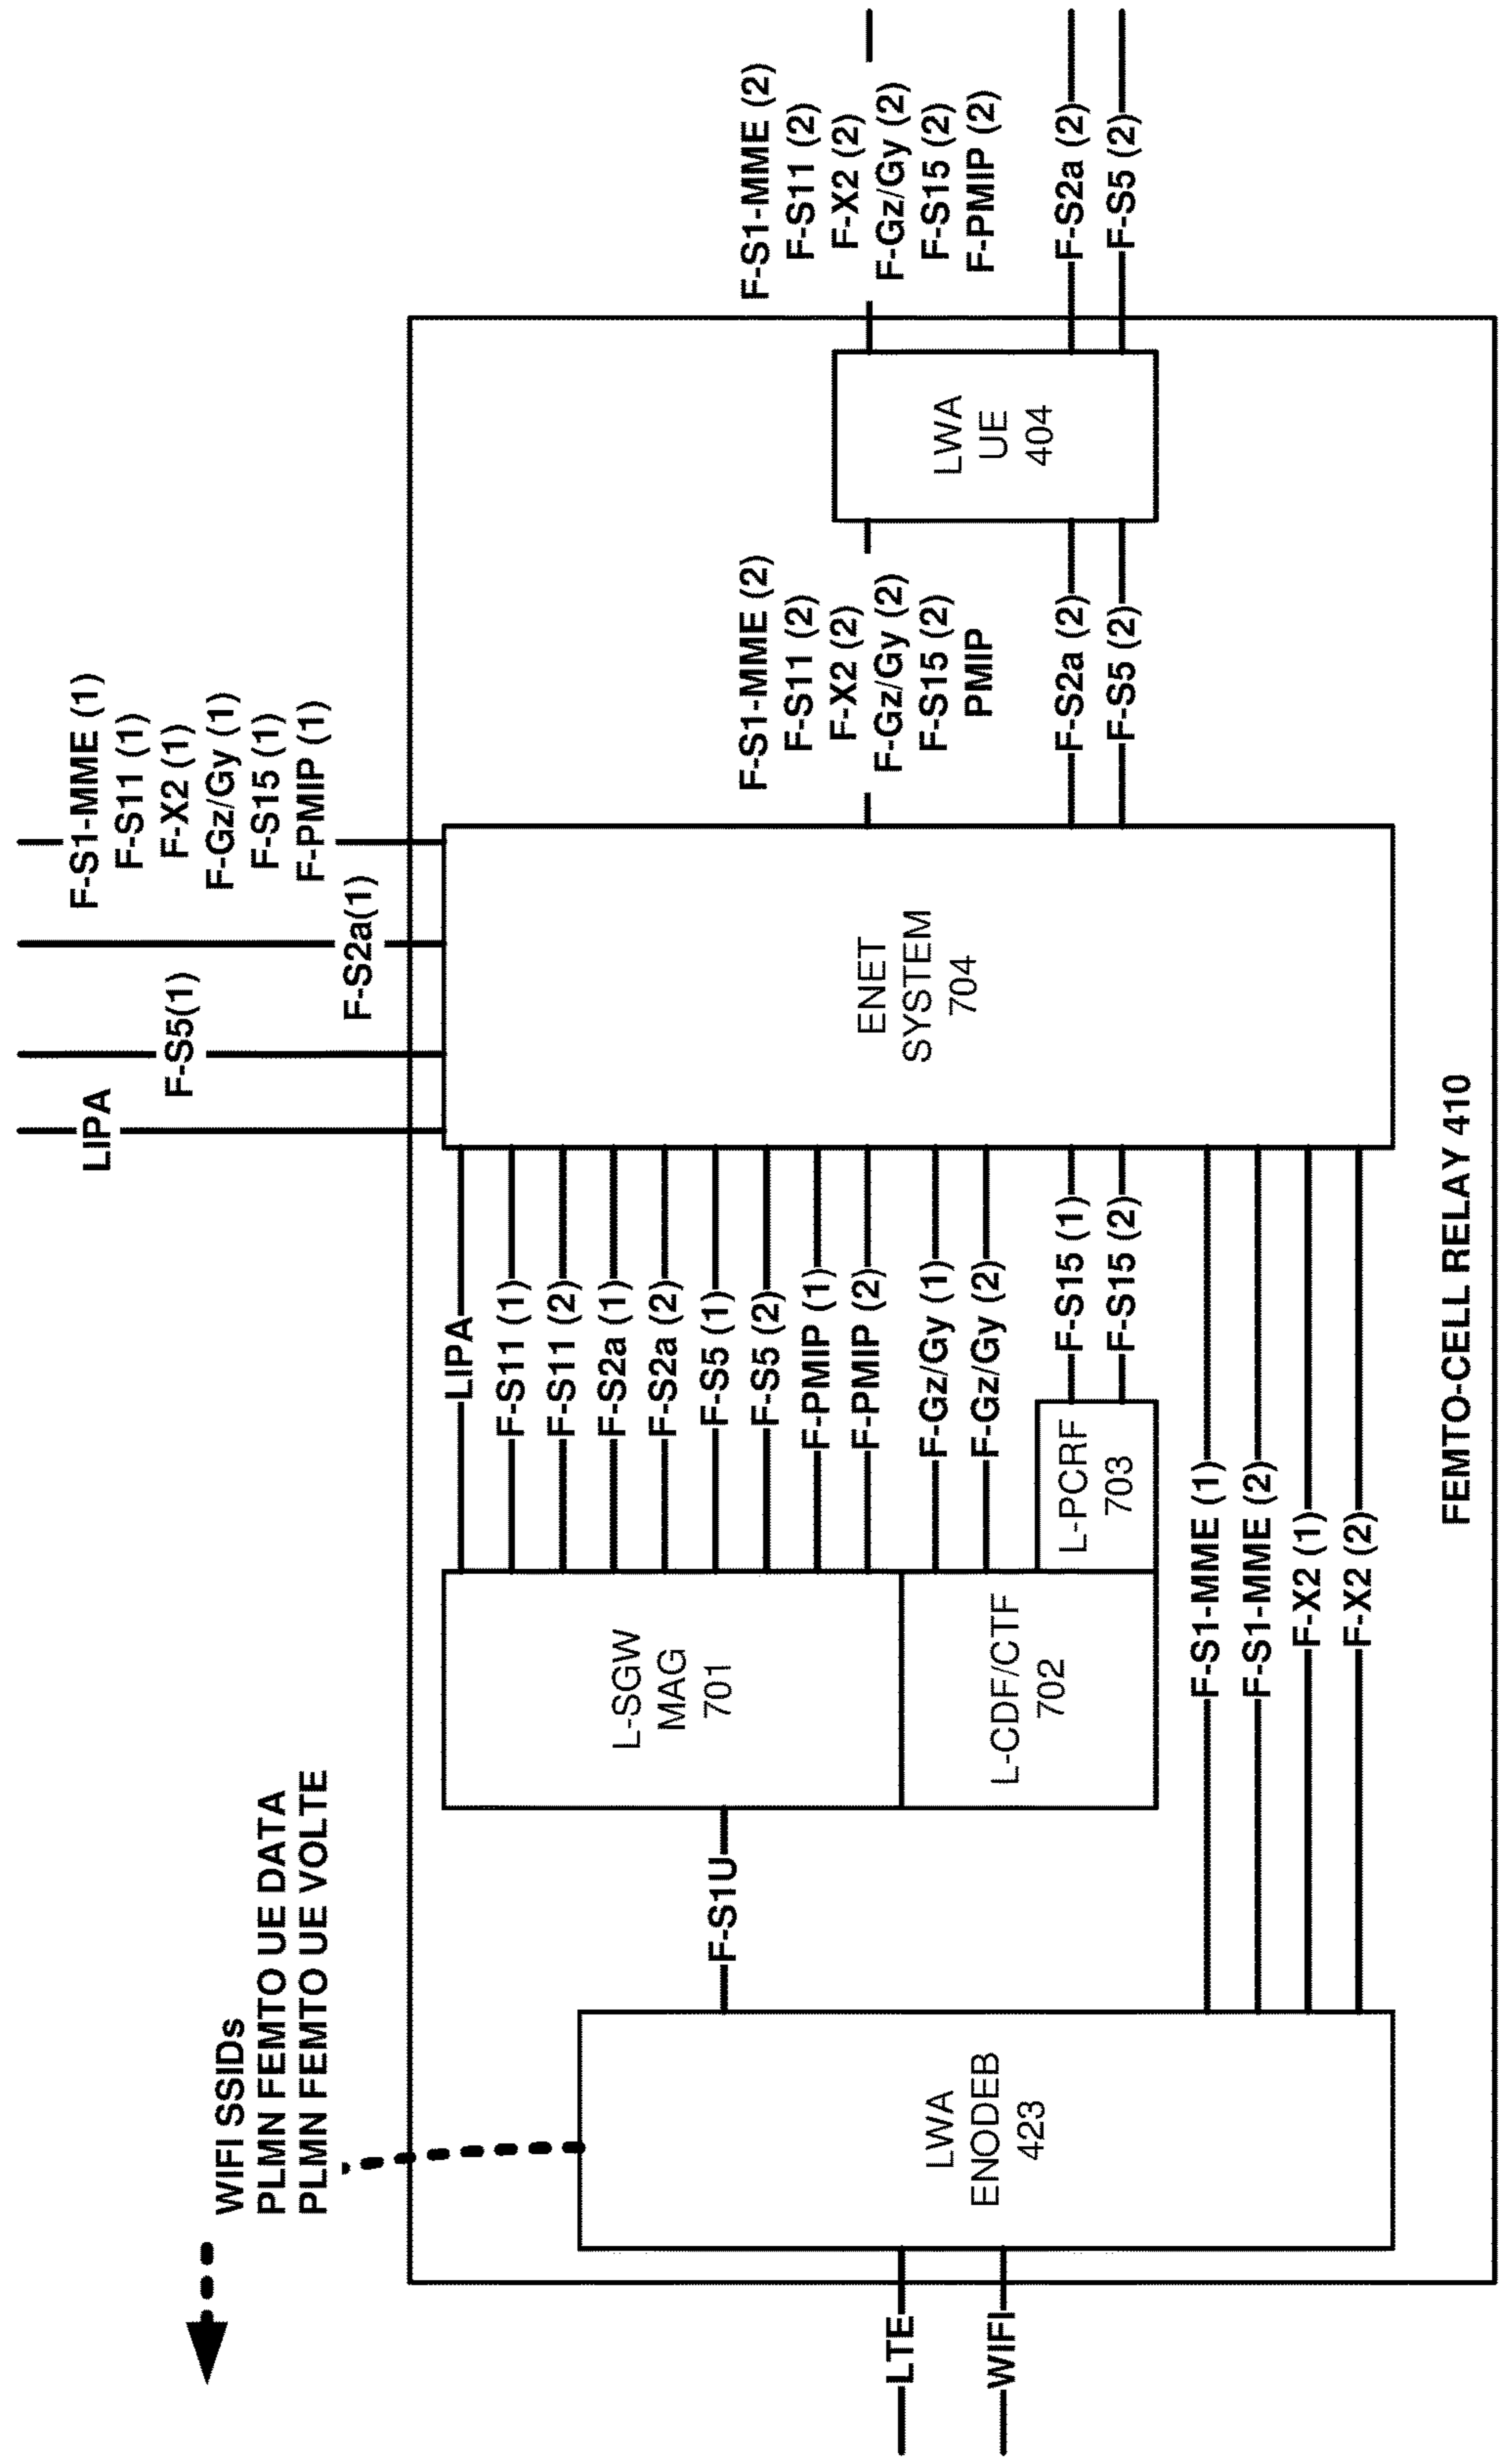 WIFI SSIDs
PLMN FEMTO UE DATA
PLMN FEMTO UE VOLTE
LIPA
F-S5(1)
F-S2a(1)
F-S1-MME (1)
F-S11 (1)
F-X2 (1)
F-Gz/Gy (1)
F-S15 (1)
F-PMIP (1)
LTE
WIFI
LWA
ENODEB
423
F-S1U
L-SGW
MAG
701
L-CDF/CTF
702
L-PCRF
703
LIPA
F-S11 (1)
F-S11 (2)
F-S2a (1)
F-S2a (2)
F-S5 (1)
F-S5 (2)
F-PMIP (1)
F-PMIP (2)
F-Gz/Gy (1)
F-Gz/Gy (2)
F-S15 (1)
F-S15 (2)
F-S1-MME (1)
F-S1-MME (2)
F-X2 (1)
F-X2 (2)
ENET
SYSTEM
704
F-S1-MME (2)
F-S11 (2)
F-X2 (2)
F-Gz/Gy (2)
F-S15 (2)
PMIP
F-S2a (2)
F-S5 (2)
LWA
UE
404
F-S1-MME (2)
F-S11 (2)
F-X2 (2)
F-Gz/Gy (2)
F-S15 (2)
F-PMIP (2)
F-S2a (2)
F-S5 (2)
FEMTO-CELL RELAY 410